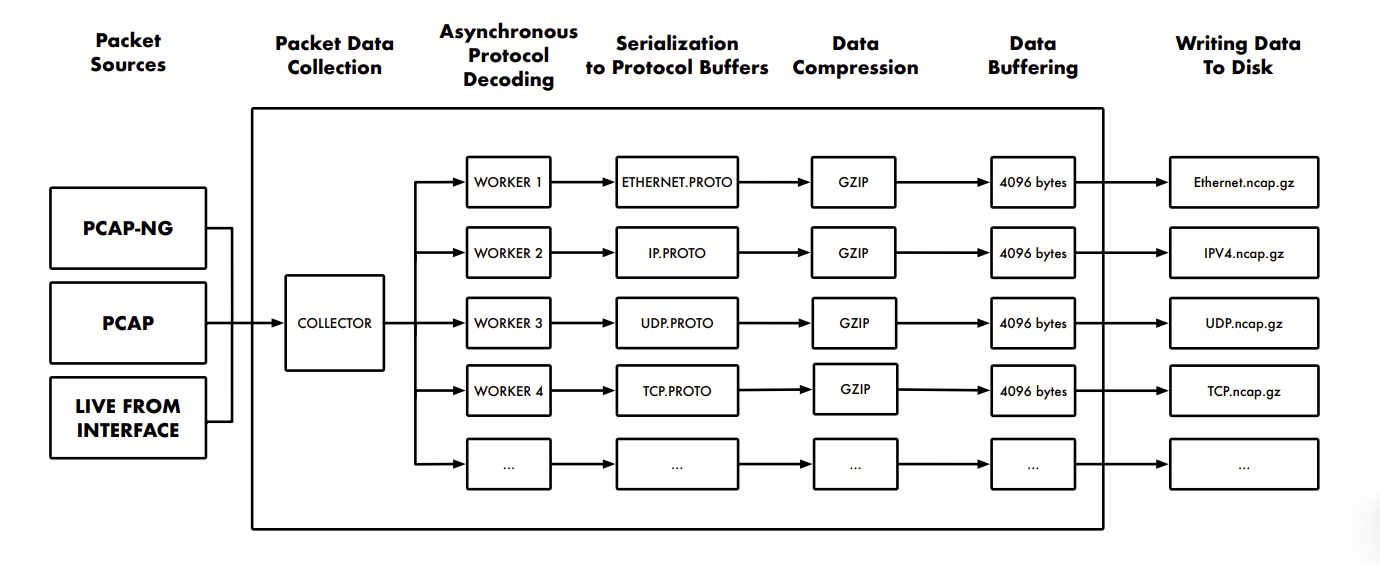 Packet
Sources
Packet Data
Collection
Asynchronous
Protocol
Decoding
Serialization
to Protocol Buffers
Data
Compression
Data
Buffering
Writing Data
To Disk
PCAP-NG
PCAP
LIVE FROM
INTERFACE
COLLECTOR
WORKER 1
ETHERNET.PROTO
GZIP
4096 bytes
Ethernet.ncap.gz
WORKER 2
IP.PROTO
GZIP
4096 bytes
IPV4.ncap.gz
WORKER 3
UDP.PROTO
GZIP
4096 bytes
UDP.ncap.gz
WORKER 4
TCP.PROTO
GZIP
4096 bytes
TCP.ncap.gz
...
...
...
...
...